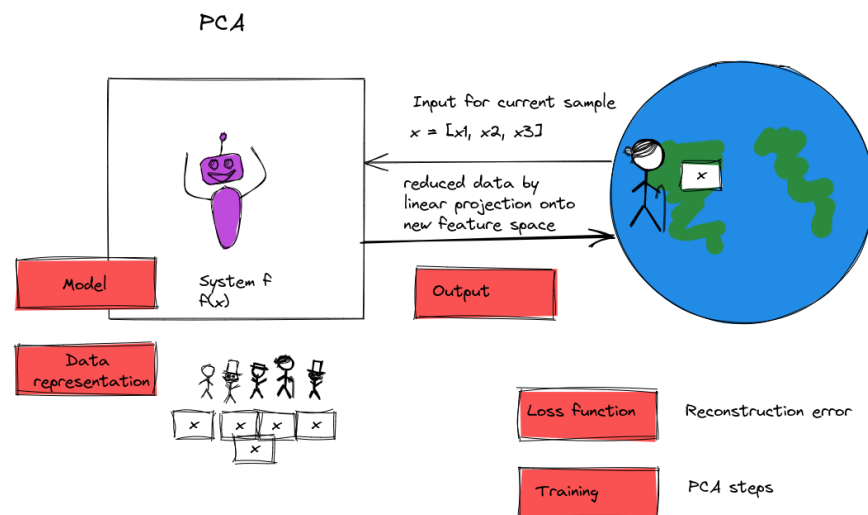 PCA
Input for current sample
x = [x1, x2, x3]
reduced data by
linear projection onto
new feature space
x
System f
f(x)
Model
Output
Data
representation
x
x
x
x
x
Loss function
Reconstruction error
Training
PCA steps